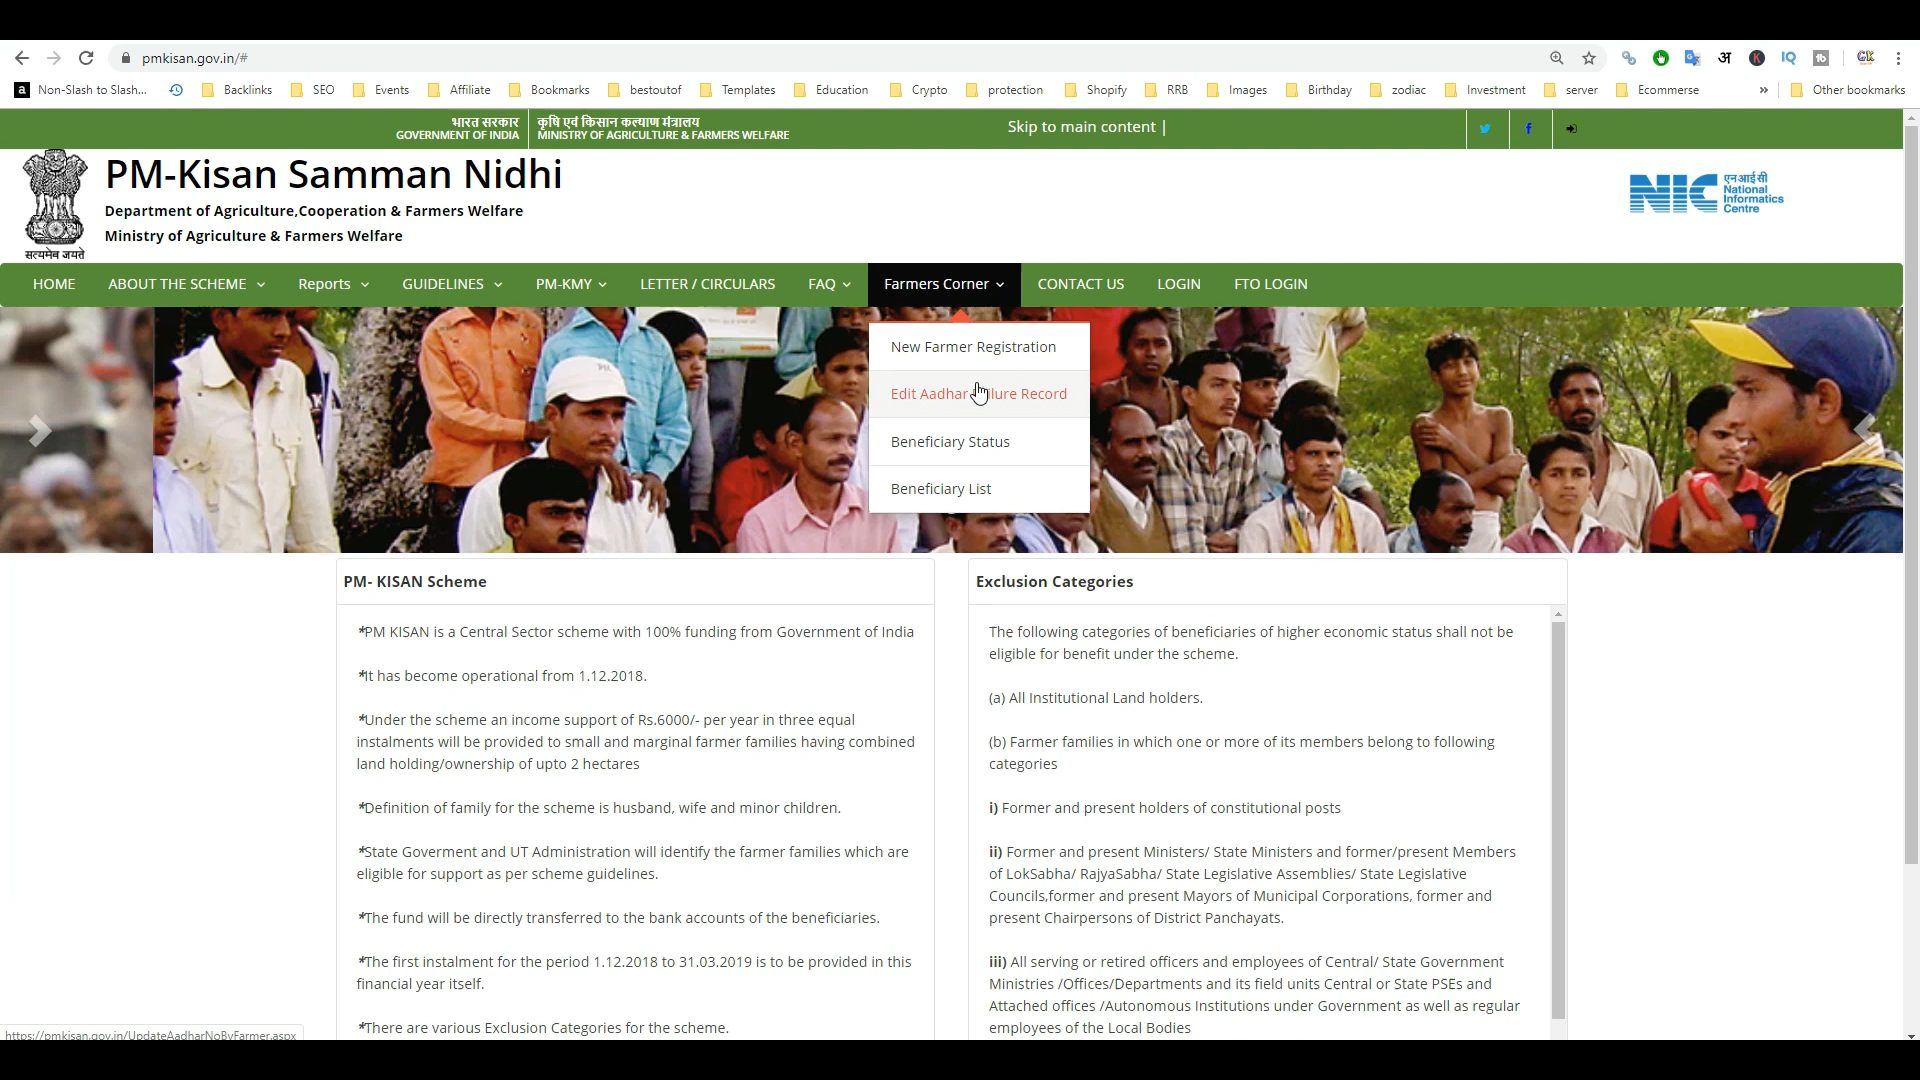 pmkisan.gov.in/#
Non-Slash to Slash... Backlinks SEO Events Affiliate Bookmarks bestoutof Templates Education Crypto protection Shopify RRB Images Birthday zodiac Investment server Ecommerce » Other bookmarks
भारत सरकार
GOVERNMENT OF INDIA
कृषि एवं किसान कल्याण मंत्रालय
MINISTRY OF AGRICULTURE & FARMERS WELFARE
Skip to main content |
PM-Kisan Samman Nidhi
Department of Agriculture,Cooperation & Farmers Welfare
Ministry of Agriculture & Farmers Welfare
सत्यमेव जयते
NIC
एन आई सी
National
Informatics
Centre
HOME ABOUT THE SCHEME Reports GUIDELINES PM-KMY LETTER / CIRCULARS FAQ Farmers Corner CONTACT US LOGIN FTO LOGIN
New Farmer Registration
Edit Aadhar Record
Beneficiary Status
Beneficiary List
PM- KISAN Scheme
*PM KISAN is a Central Sector scheme with 100% funding from Government of India
*It has become operational from 1.12.2018.
*Under the scheme an income support of Rs.6000/- per year in three equal
instalments will be provided to small and marginal farmer families having combined
land holding/ownership of upto 2 hectares
*Definition of family for the scheme is husband, wife and minor children.
*State Goverment and UT Administration will identify the farmer families which are
eligible for support as per scheme guidelines.
*The fund will be directly transferred to the bank accounts of the beneficiaries.
*The first instalment for the period 1.12.2018 to 31.03.2019 is to be provided in this
financial year itself.
*There are various Exclusion Categories for the scheme.
Exclusion Categories
The following categories of beneficiaries of higher economic status shall not be
eligible for benefit under the scheme.
(a) All Institutional Land holders.
(b) Farmer families in which one or more of its members belong to following
categories
i) Former and present holders of constitutional posts
ii) Former and present Ministers/ State Ministers and former/present Members
of LokSabha/ RajyaSabha/ State Legislative Assemblies/ State Legislative
Councils,former and present Mayors of Municipal Corporations, former and
present Chairpersons of District Panchayats.
iii) All serving or retired officers and employees of Central/ State Government
Ministries /Offices/Departments and its field units Central or State PSEs and
Attached offices /Autonomous Institutions under Government as well as regular
employees of the Local Bodies
https://pmkisan.gov.in/UpdateAadharNoByFarmer.aspx